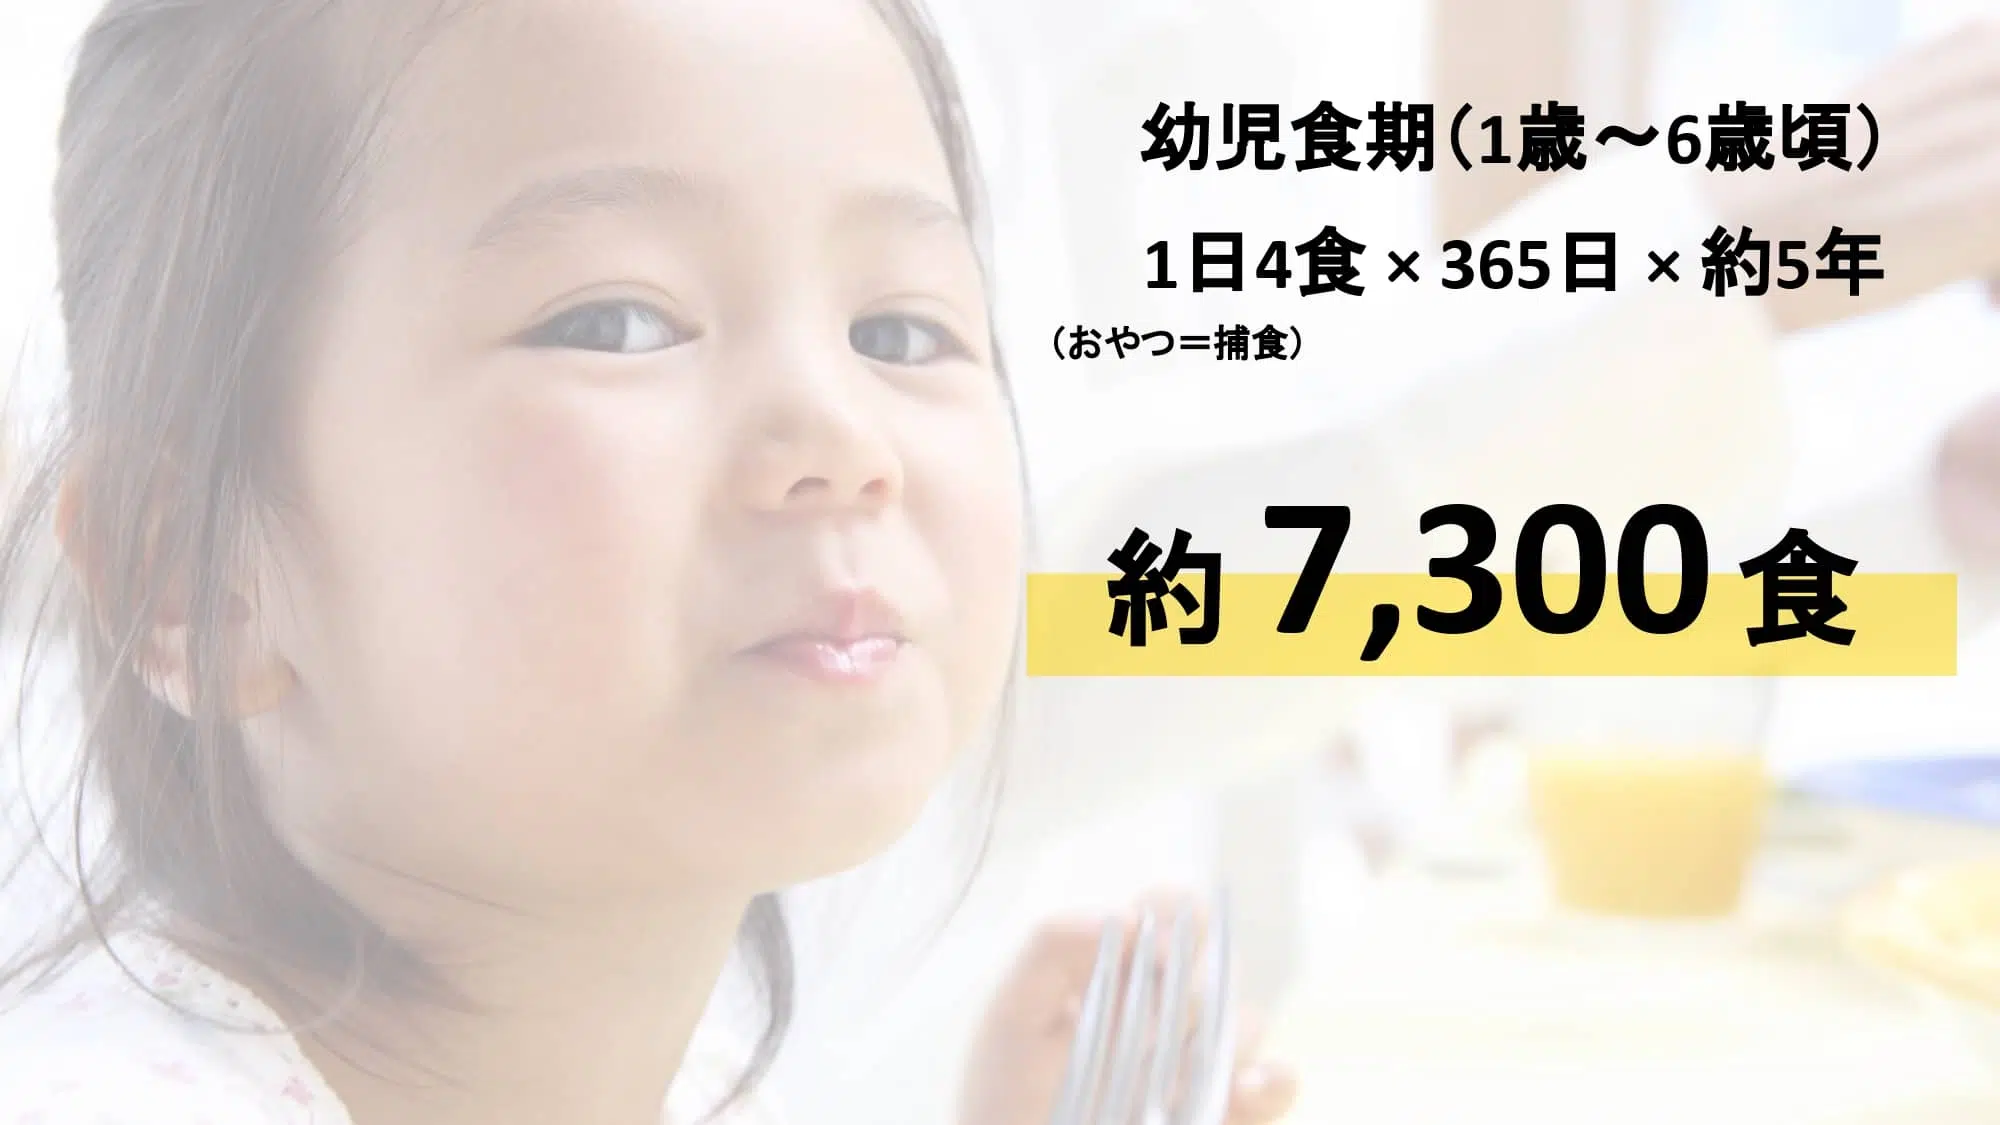 幼児食期（1歳～6歳頃）
1日4食 × 365日 × 約5年
（おやつ＝捕食）
約 7,300 食